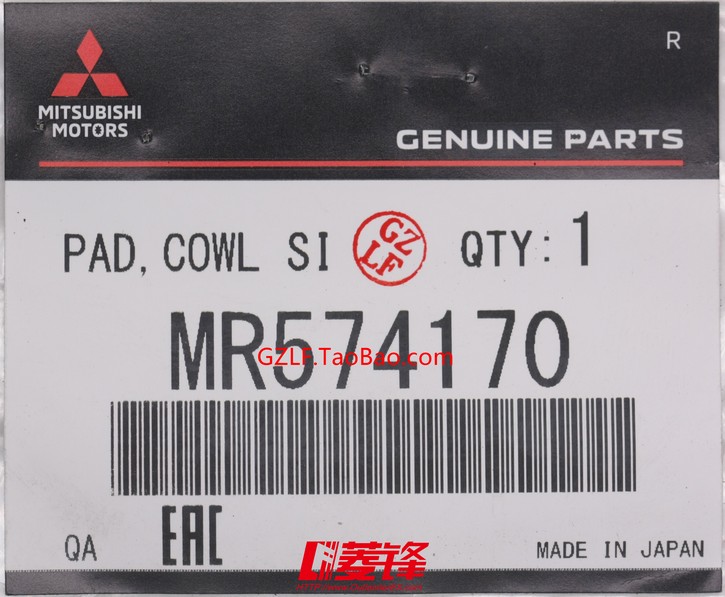 R
MITSUBISHI
MOTORS
GENUINE PARTS
PAD, COWL SI
GZ
LF
QTY: 1
MR574170
GZLF.TaoBao.com
QA
EAC
菱锋
MADE IN JAPAN